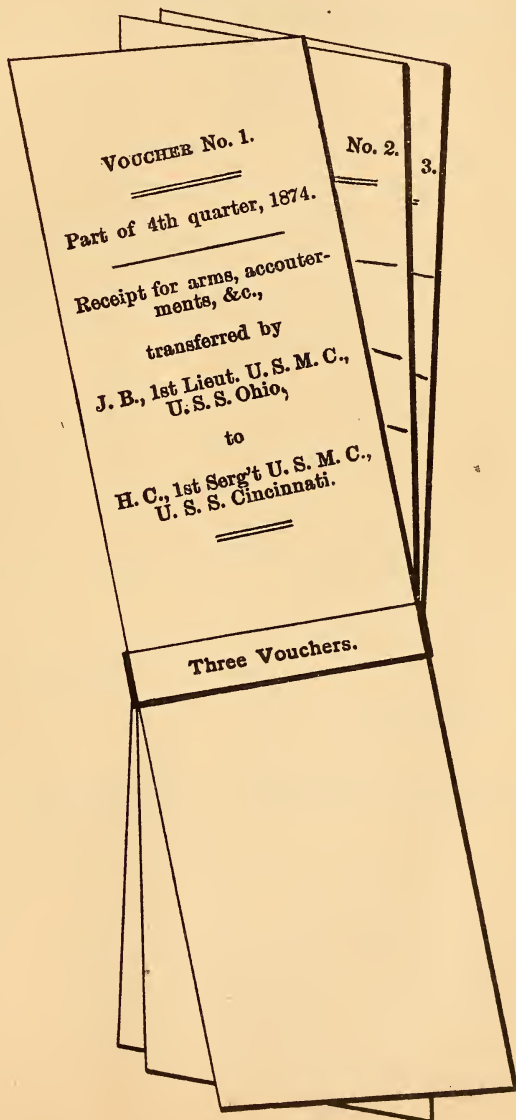 VOUCHER No. 1.
Part of 4th quarter, 1874.
Receipt for arms, accouter-
ments, &c.,
transferred by
J. B., 1st Lieut. U. S. M. C.,
U. S. S. Ohio,
to
H. C., 1st Serg't U. S. M. C.,
U. S. S. Cincinnati.
No. 2.
3.
Three Vouchers.